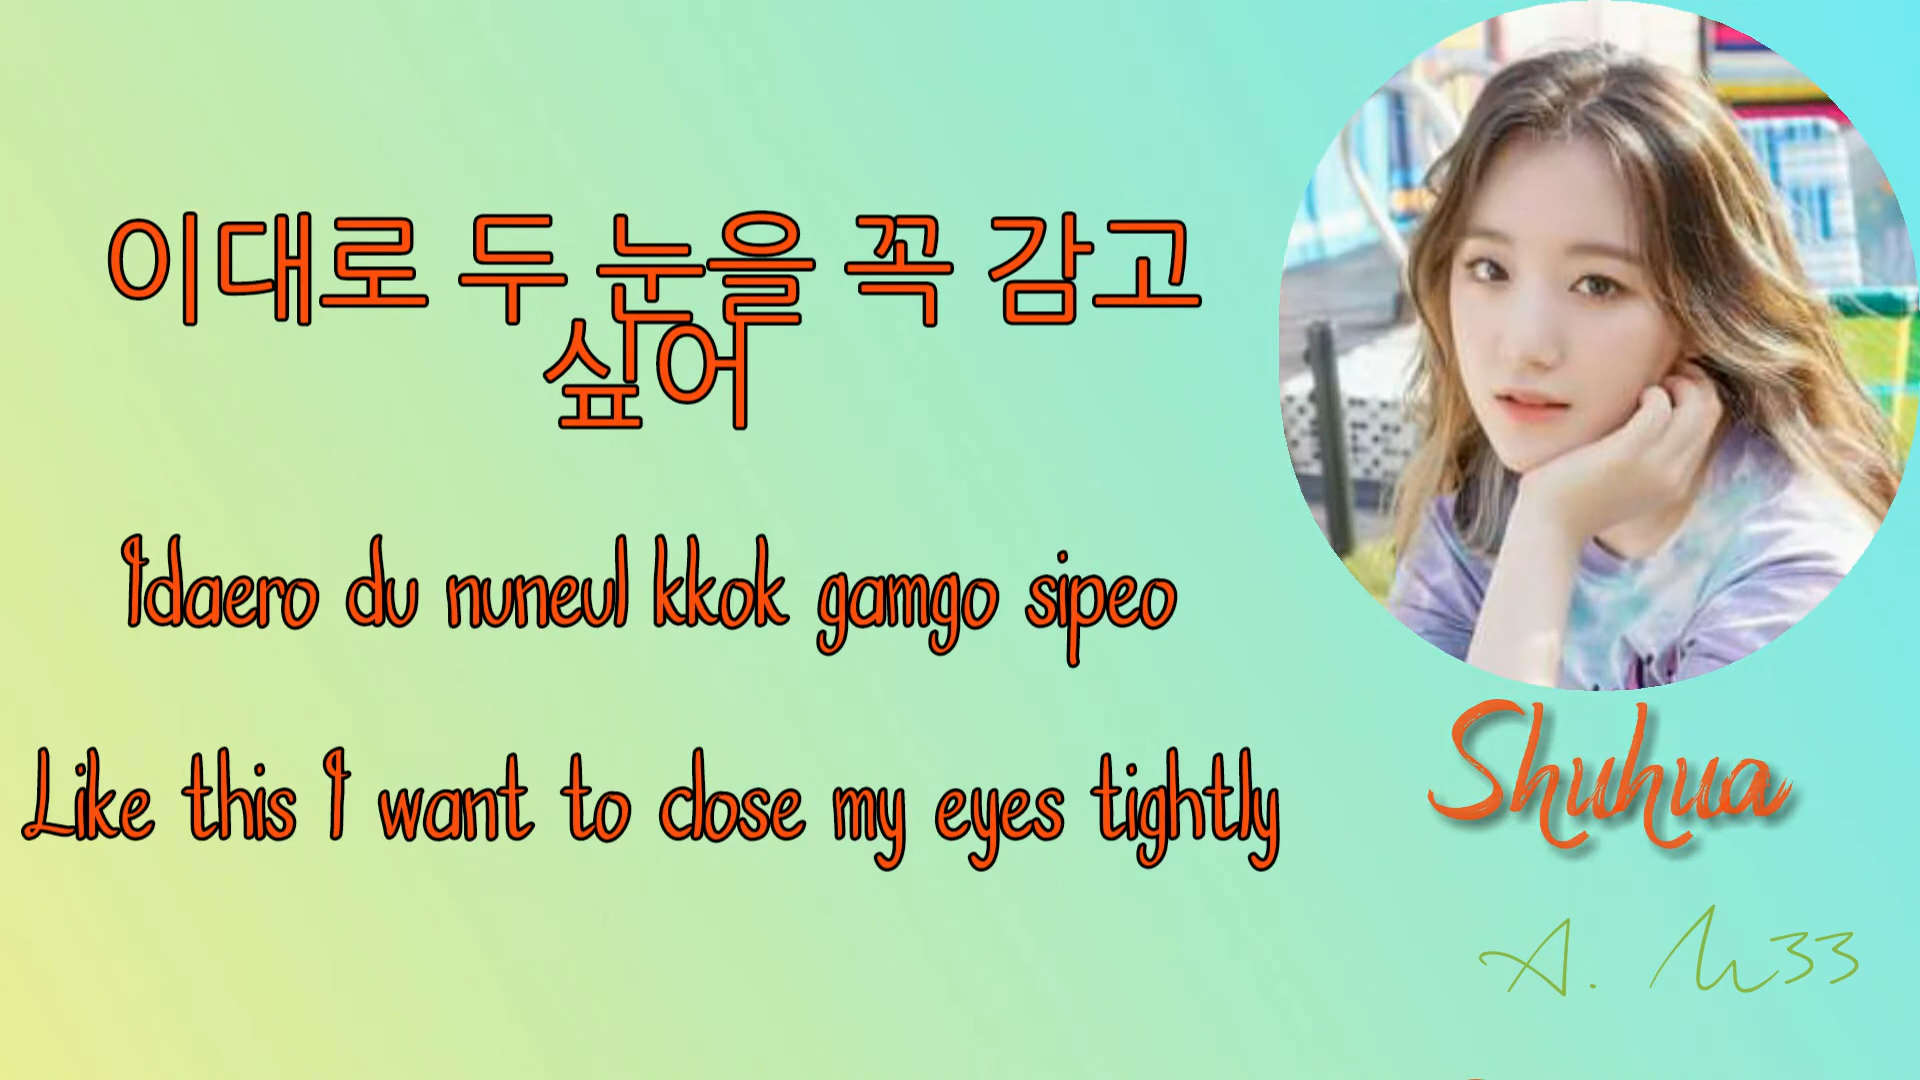 이대로 두 눈을 꼭 감고
싶어
Idaero du nuneul kkok gamgo sipeo
Like this I want to close my eyes tightly
Shuhua
A. M33